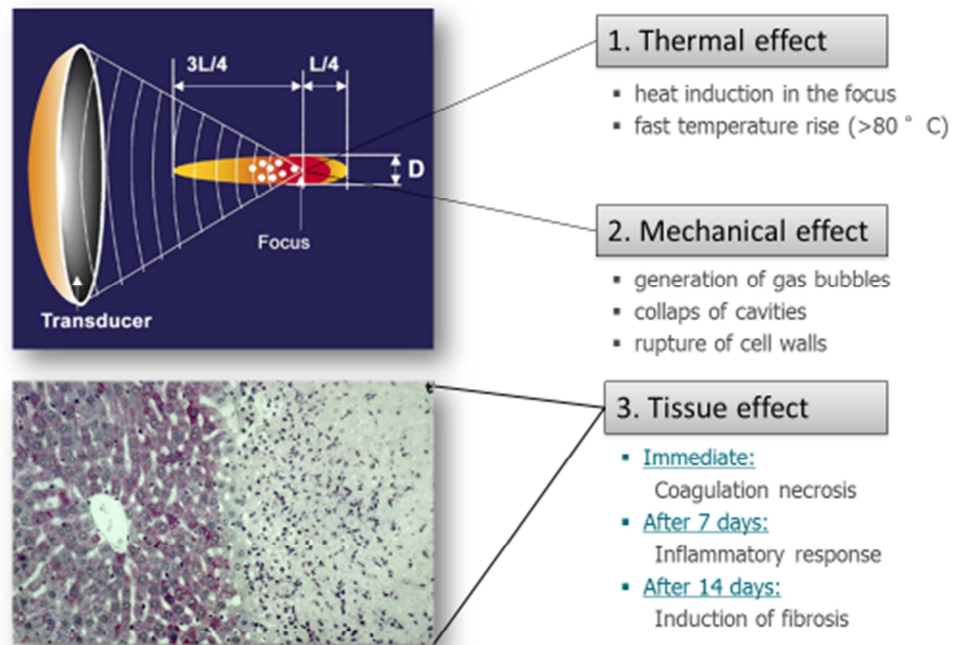 3L/4
L/4
D
Focus
Transducer
1. Thermal effect
▪ heat induction in the focus
▪ fast temperature rise (>80 ° C)
2. Mechanical effect
▪ generation of gas bubbles
▪ collaps of cavities
▪ rupture of cell walls
3. Tissue effect
▪ Immediate:
Coagulation necrosis
▪ After 7 days:
Inflammatory response
▪ After 14 days:
Induction of fibrosis